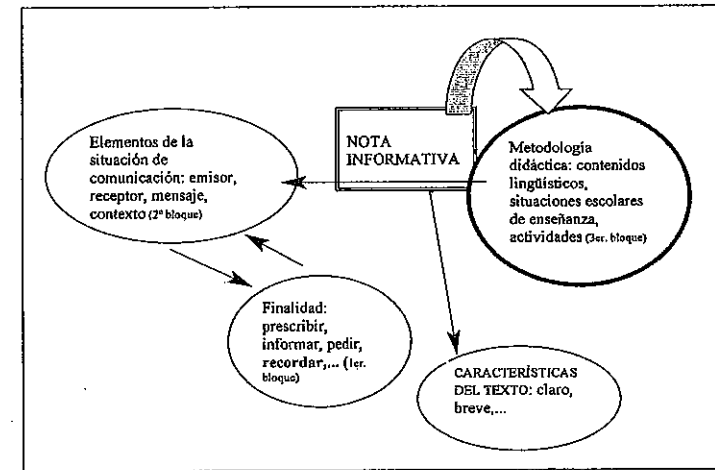 NOTA
INFORMATIVA
Elementos de la
situación de
comunicación: emisor,
receptor, mensaje,
contexto (2º bloque)
Metodología
didáctica: contenidos
lingüísticos,
situaciones escolares
de enseñanza,
actividades (3er. bloque)
Finalidad:
prescribir,
informar, pedir,
recordar,... (1er.
bloque)
CARACTERÍSTICAS
DEL TEXTO: claro,
breve,...